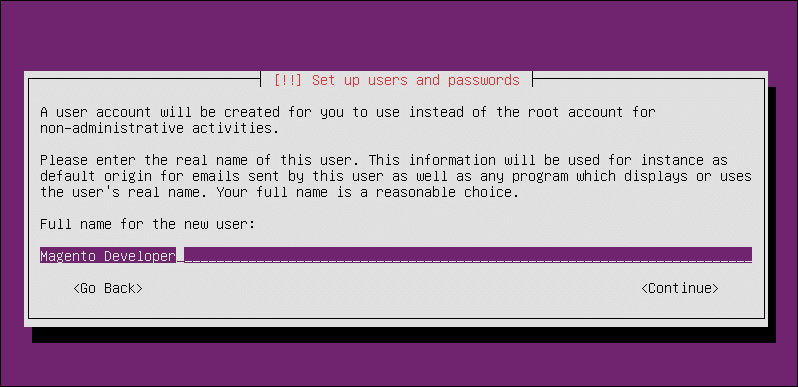 [!!] Set up users and passwords
A user account will be created for you to use instead of the root account for
non-administrative activities.
Please enter the real name of this user. This information will be used for instance as
default origin for emails sent by this user as well as any program which displays or uses
the user's real name. Your full name is a reasonable choice.
Full name for the new user:
Magento Developer
<Go Back> <Continue>